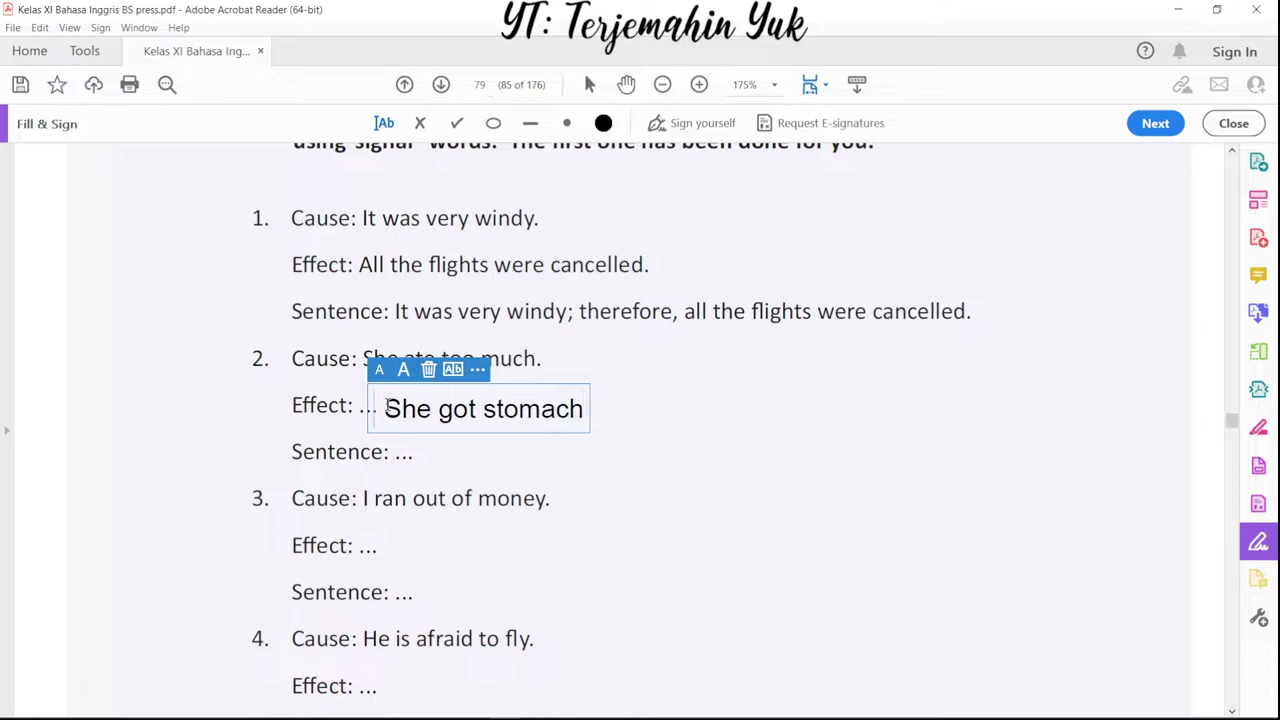 Kelas XI Bahasa Inggris BS press.pdf - Adobe Acrobat Reader (64-bit)
YT: Terjemahin Yuk
File Edit View Sign Window Help
Home Tools Kelas XI Bahasa Ing... × Sign In
79 (85 of 176) 175%
Fill & Sign Ab Sign yourself Request E-signatures Next Close
using 'signal' words. The first one has been done for you.
1. Cause: It was very windy.
Effect: All the flights were cancelled.
Sentence: It was very windy; therefore, all the flights were cancelled.
2. Cause: She ate too much.
A A Ab ...
Effect: ... She got stomach
Sentence: ...
3. Cause: I ran out of money.
Effect: ...
Sentence: ...
4. Cause: He is afraid to fly.
Effect: ...